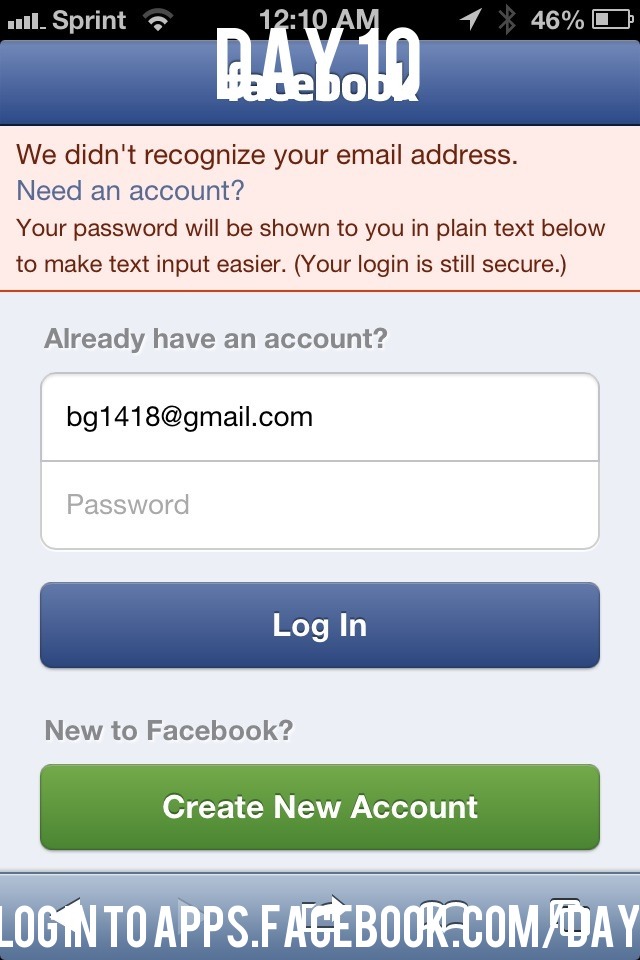 Sprint 12:10 AM 46%
DAY 10
facebook
We didn't recognize your email address.
Need an account?
Your password will be shown to you in plain text below
to make text input easier. (Your login is still secure.)
Already have an account?
bg1418@gmail.com
Password
Log In
New to Facebook?
Create New Account
LOG IN TO APPS.FACEBOOK.COM/DAY